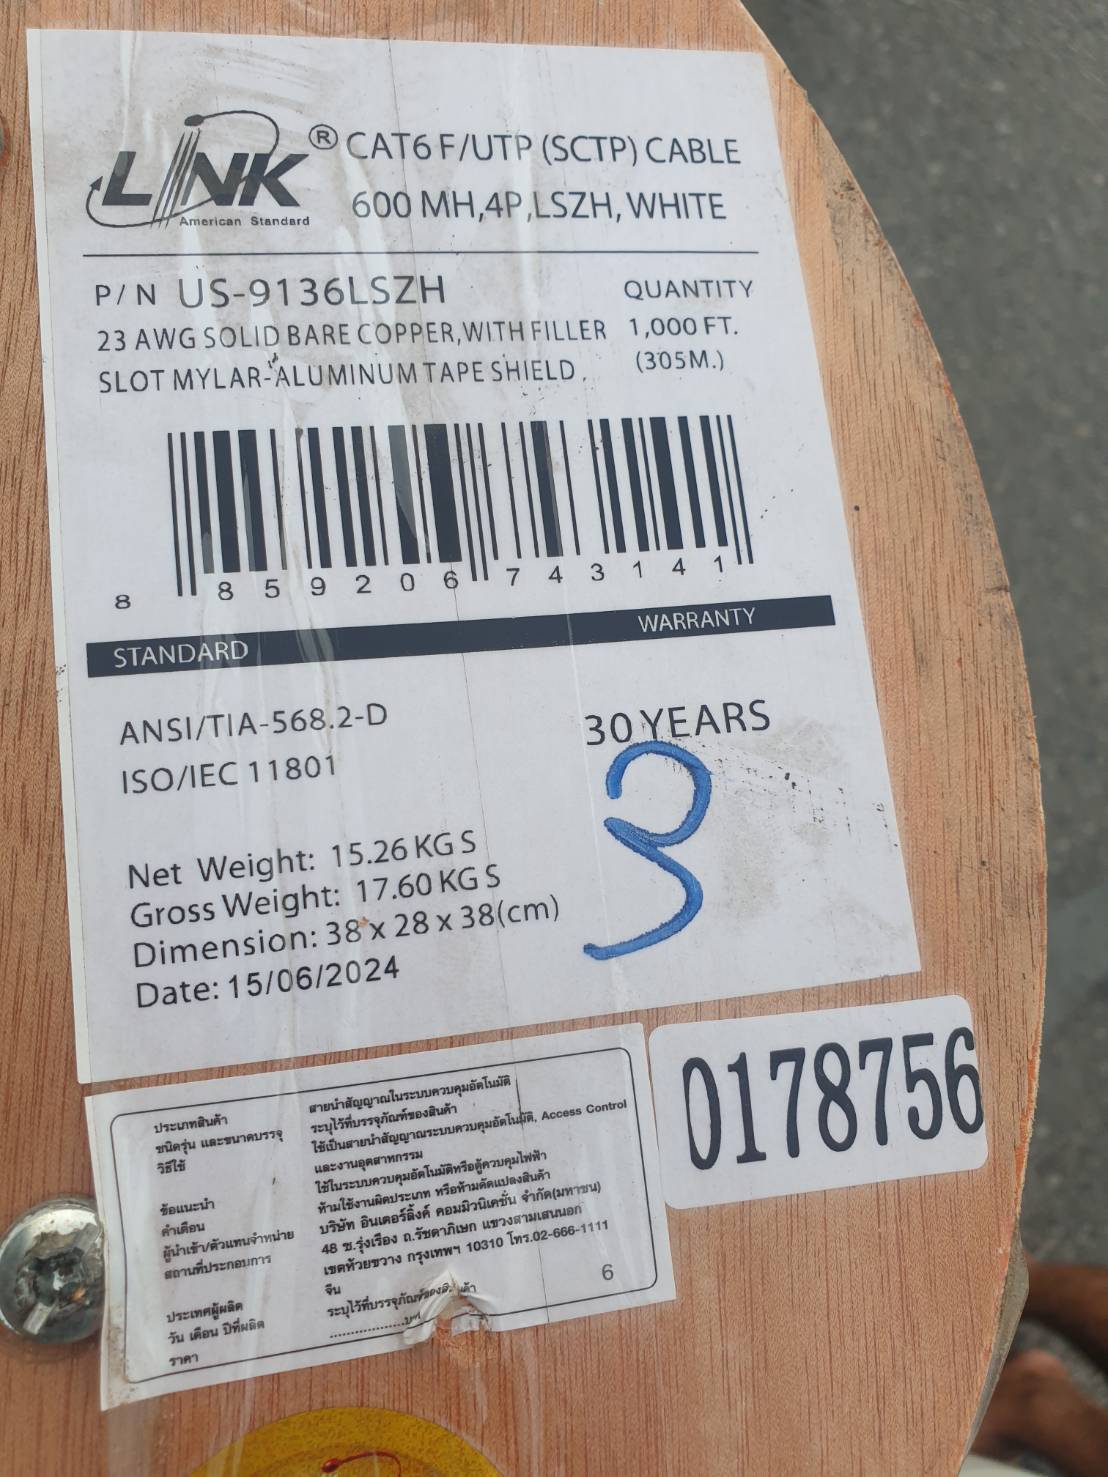 LINK ® CAT6 F/UTP (SCTP) CABLE
American Standard
600 MH,4P,LSZH, WHITE
P/N US-9136LSZH
QUANTITY
23 AWG SOLID BARE COPPER,WITH FILLER
1,000 FT.
SLOT MYLAR-ALUMINUM TAPE SHIELD
(305M.)
8 859206 743141
STANDARD
WARRANTY
ANSI/TIA-568.2-D
30 YEARS
ISO/IEC 11801
3
Net Weight: 15.26 KG S
Gross Weight: 17.60 KG S
Dimension: 38 x 28 x 38(cm)
Date: 15/06/2024
0178756
ประเภทสินค้า สายนำสัญญาณในระบบควบคุมอัตโนมัติ
ชนิดรุ่น และขนาดบรรจุ ระบุไว้ที่บรรจุภัณฑ์ของสินค้า
วิธีใช้ ใช้เป็นสายนำสัญญาณระบบควบคุมอัตโนมัติ, Access Control
และงานอุตสาหกรรม
ข้อแนะนำ ใช้ในระบบควบคุมอัตโนมัติหรือตู้ควบคุมไฟฟ้า
คำเตือน ห้ามใช้งานผิดประเภท หรือห้ามดัดแปลงสินค้า
ผู้นำเข้า/ตัวแทนจำหน่าย บริษัท อินเตอร์ลิ้งค์ คอมมิวนิเคชั่น จำกัด(มหาชน)
สถานที่ประกอบการ 48 ซ.รุ่งเรือง ถ.รัชดาภิเษก แขวงสามเสนนอก
เขตห้วยขวาง กรุงเทพฯ 10310 โทร.02-666-1111
ประเทศผู้ผลิต จีน
6
วัน เดือน ปีที่ผลิต ระบุไว้ที่บรรจุภัณฑ์ของสินค้า
ราคา ....................